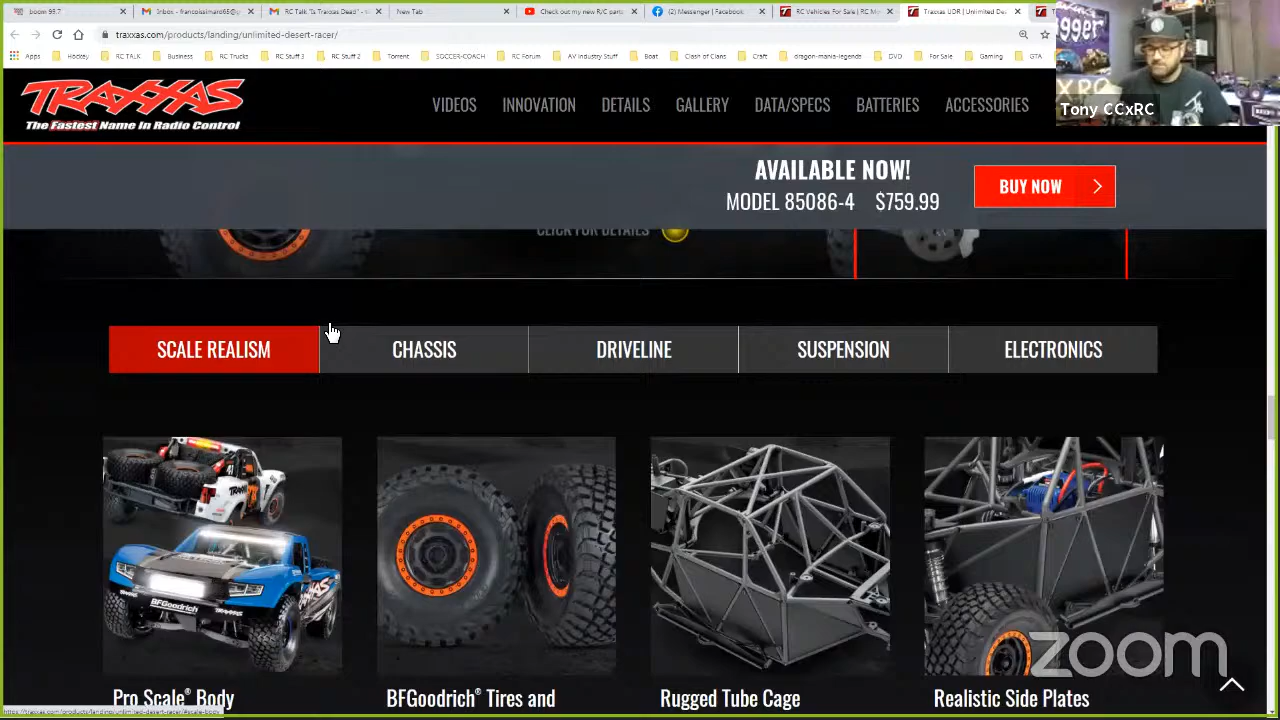 boom 93.7
Inbox - francoissimard65@g
RC Talk "Is Traxxas Dead" - 
New Tab
Check out my new R/C parts
(2) Messenger | Facebook
RC Vehicles For Sale | RC M
Traxxas UDR | Unlimited De
traxxas.com/products/landing/unlimited-desert-racer/
Apps Hockey RC TALK Business RC Trucks RC Stuff 3 RC Stuff 2 Torrent SOCCER-COACH RC Forum AV Industry Stuff Boat Clash of Clans Craft dragon-mania-legends DVD For Sale Gaming GTA
TRAXXAS
The Fastest Name In Radio Control
VIDEOS INNOVATION DETAILS GALLERY DATA/SPECS BATTERIES ACCESSORIES
Tony CCxRC
AVAILABLE NOW!
MODEL 85086-4 $759.99
BUY NOW
CLICK FOR DETAILS
SCALE REALISM CHASSIS DRIVELINE SUSPENSION ELECTRONICS
BFGoodrich
zoom
Pro Scale® Body BFGoodrich® Tires and Rugged Tube Cage Realistic Side Plates
https://traxxas.com/products/landing/unlimited-desert-racer/#scale-body